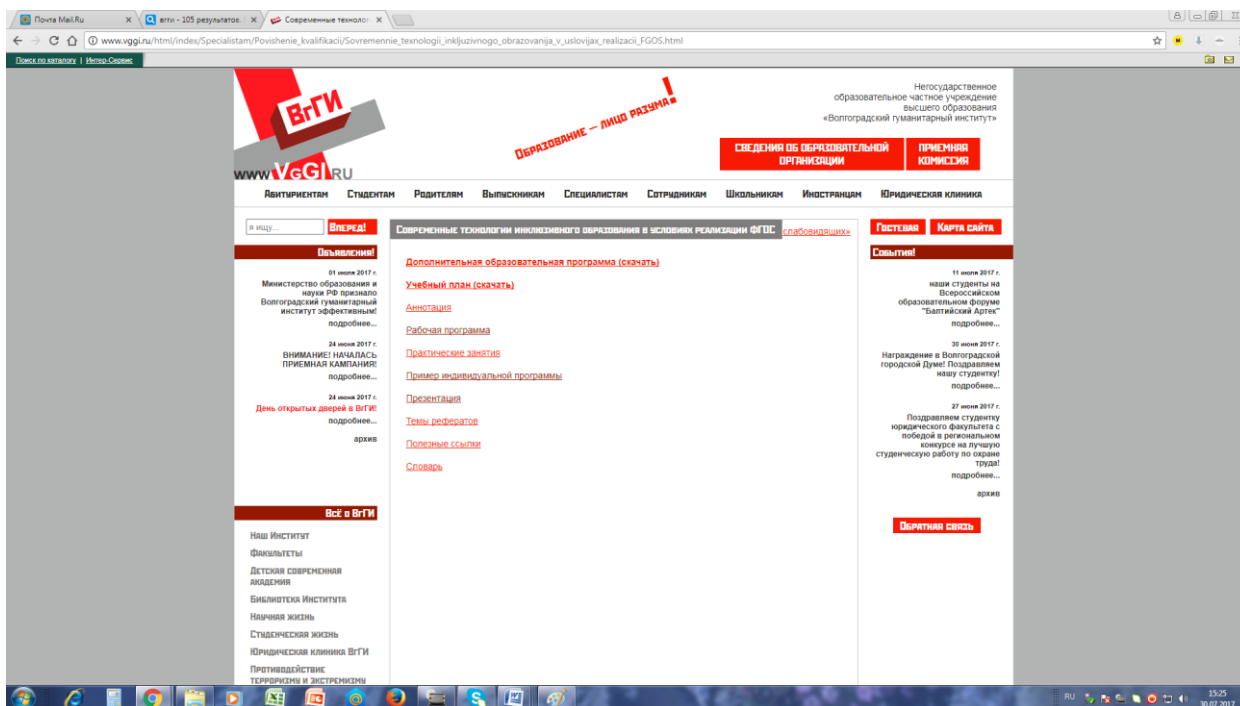 Почта Mail.Ru
вгги - 105 результатов.
Современные технолог
www.vggi.ru/html/index/Specialistam/Povishenie_kvalifikacii/Sovremennie_texnologii_inkljuzivnogo_obrazovanija_v_uslovijax_realizacii_FGOS.html
Поиск по каталогу | Интер-Сервис
ВгГИ
www.VgGI.RU
Образование – лицо разума!
Негосударственное
образовательное частное учреждение
высшего образования
«Волгоградский гуманитарный институт»
Сведения об образовательной
организации
Приемная
комиссия
Абитуриентам Студентам Родителям Выпускникам Специалистам Сотрудникам Школьникам Иностранцам Юридическая клиника
я ищу... Вперед!
Объявления!
01 июля 2017 г.
Министерство образования и
науки РФ признало
Волгоградский гуманитарный
институт эффективным!
подробнее...
24 июня 2017 г.
ВНИМАНИЕ! НАЧАЛАСЬ
ПРИЕМНАЯ КАМПАНИЯ!
подробнее...
24 июня 2017 г.
День открытых дверей в ВгГИ!
подробнее...
архив
Всё о ВгГИ
Наш Институт
Факультеты
Детская современная
академия
Библиотека Института
Научная жизнь
Студенческая жизнь
Юридическая клиника ВгГИ
Противодействие
терроризму и экстремизму
Современные технологии инклюзивного образования в условиях реализации ФГОС
слабовидящих»
Дополнительная образовательная программа (скачать)
Учебный план (скачать)
Аннотация
Рабочая программа
Практические занятия
Пример индивидуальной программы
Презентация
Темы рефератов
Полезные ссылки
Словарь
Гостевая Карта сайта
События!
11 июля 2017 г.
наши студенты на
Всероссийском
образовательном форуме
"Балтийский Артек"
подробнее...
30 июня 2017 г.
Награждение в Волгоградской
городской Думе! Поздравляем
нашу студентку!
подробнее...
27 июня 2017 г.
Поздравляем студентку
юридического факультета с
победой в региональном
конкурсе на лучшую
студенческую работу по охране
труда!
подробнее...
архив
Обратная связь
RU
15:25
30.07.2017